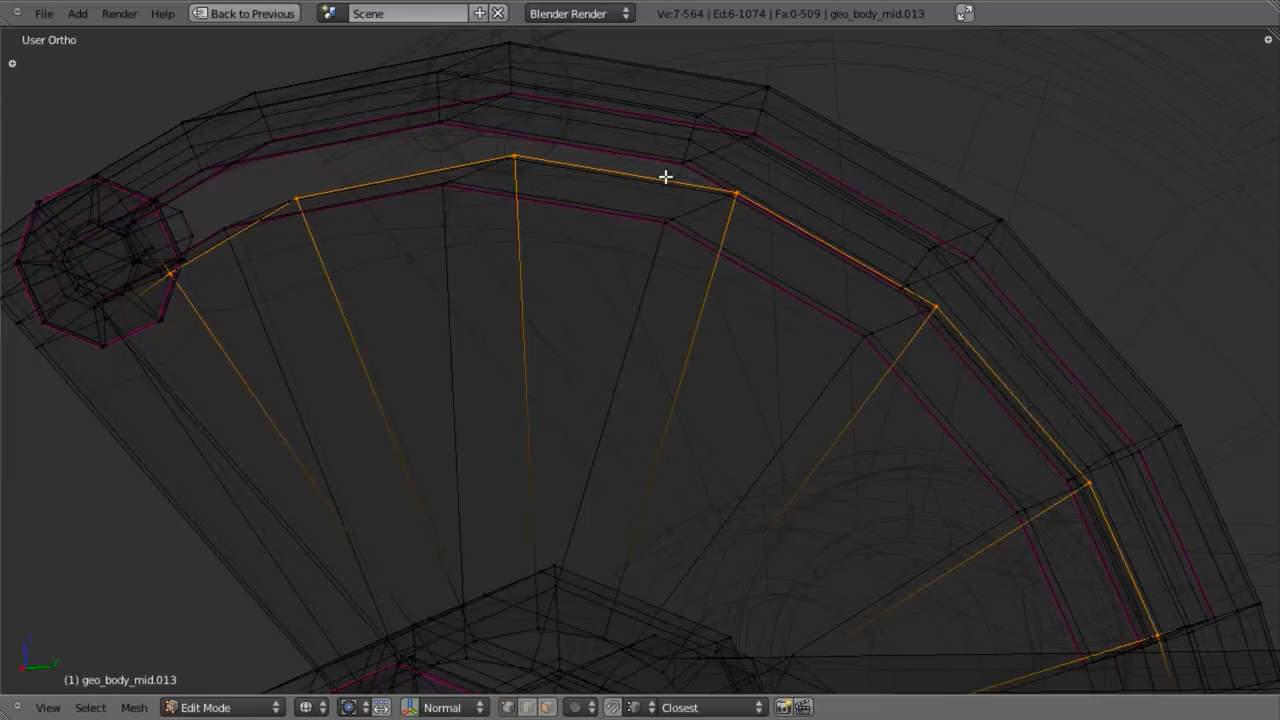 File Add Render Help Back to Previous Scene Blender Render Ve:7-564 | Ed:6-1074 | Fa:0-509 | geo_body_mid.013
User Ortho
y
(1) geo_body_mid.013
View Select Mesh Edit Mode Normal Closest